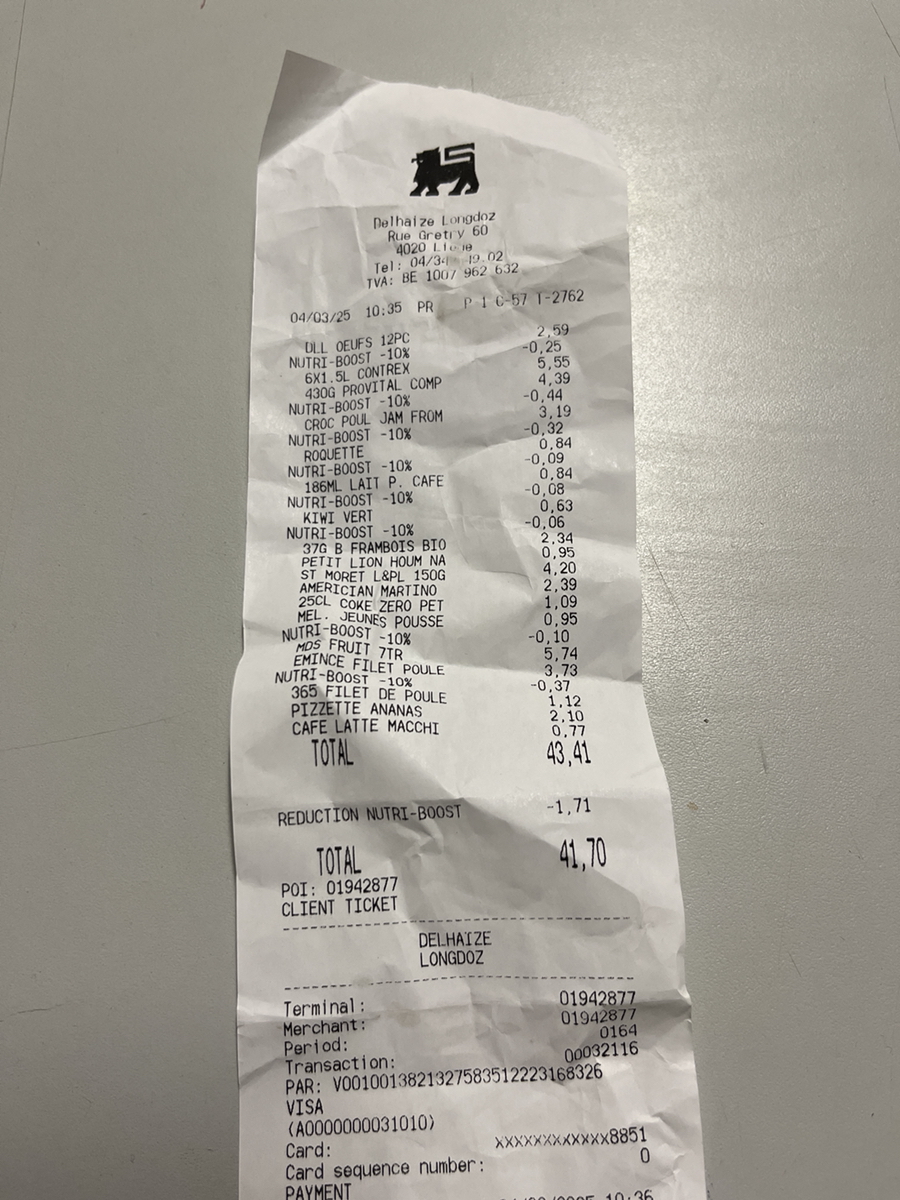 Delhaize Longdoz
Rue Gretry 60
4020
Tel: 19.02
TVA: BE 1007 962 632
04/03/25 10:35 PR P 1 C-57 T-2762
DLL OEUFS 12PC 2,59
NUTRI-BOOST -10% -0,25
6X1.5L CONTREX 5,55
430G PROVITAL COMP 4,39
NUTRI-BOOST -10% -0,44
CROC POUL JAM FROM 3,19
NUTRI-BOOST -10% -0,32
ROQUETTE 0,84
NUTRI-BOOST -10% -0,09
186ML LAIT P. CAFE 0,84
NUTRI-BOOST -10% -0,08
KIWI VERT 0,63
NUTRI-BOOST -10% -0,06
37G B FRAMBOIS BIO 2,34
PETIT LION HOUM NA 0,95
ST MORET L&PL 150G 4,20
AMERICIAN MARTINO 2,39
25CL COKE ZERO PET 1,09
MEL. JEUNES POUSSE 0,95
NUTRI-BOOST -10% -0,10
MDS FRUIT 7TR 5,74
EMINCE FILET POULE 3,73
NUTRI-BOOST -10% -0,37
365 FILET DE POULE 1,12
PIZZETTE ANANAS 2,10
CAFE LATTE MACCHI 0,77
TOTAL 43,41
REDUCTION NUTRI-BOOST -1,71
TOTAL 41,70
POI: 01942877
CLIENT TICKET
DELHAIZE
LONGDOZ
Terminal: 01942877
Merchant: 01942877
Period: 0164
Transaction: 00032116
PAR: V0010013821327583512223168326
VISA
(A0000000031010)
Card: xxxxxxxxxxxx8851
Card sequence number: 0
PAYMENT 10:36